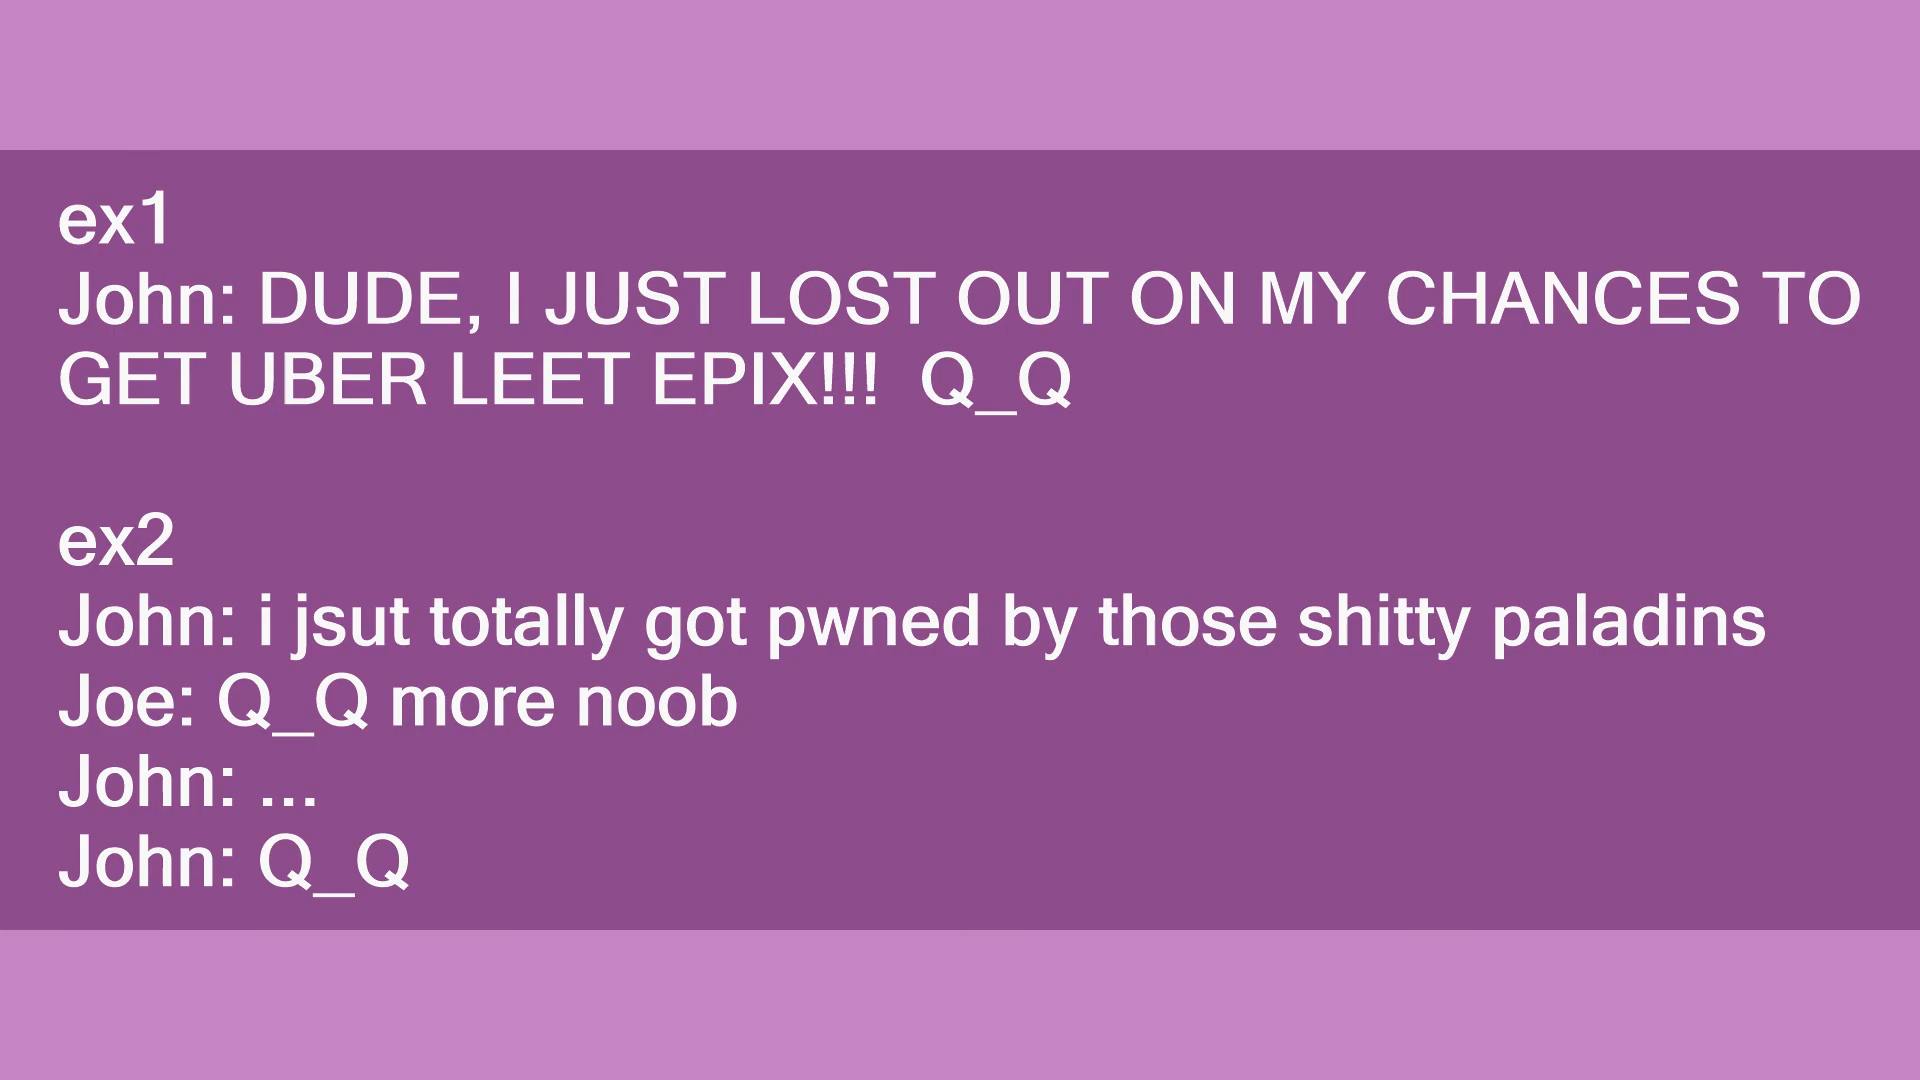 ex1
John: DUDE, I JUST LOST OUT ON MY CHANCES TO
GET UBER LEET EPIX!!!  Q_Q
ex2
John: i jsut totally got pwned by those shitty paladins
Joe: Q_Q more noob
John: ...
John: Q_Q